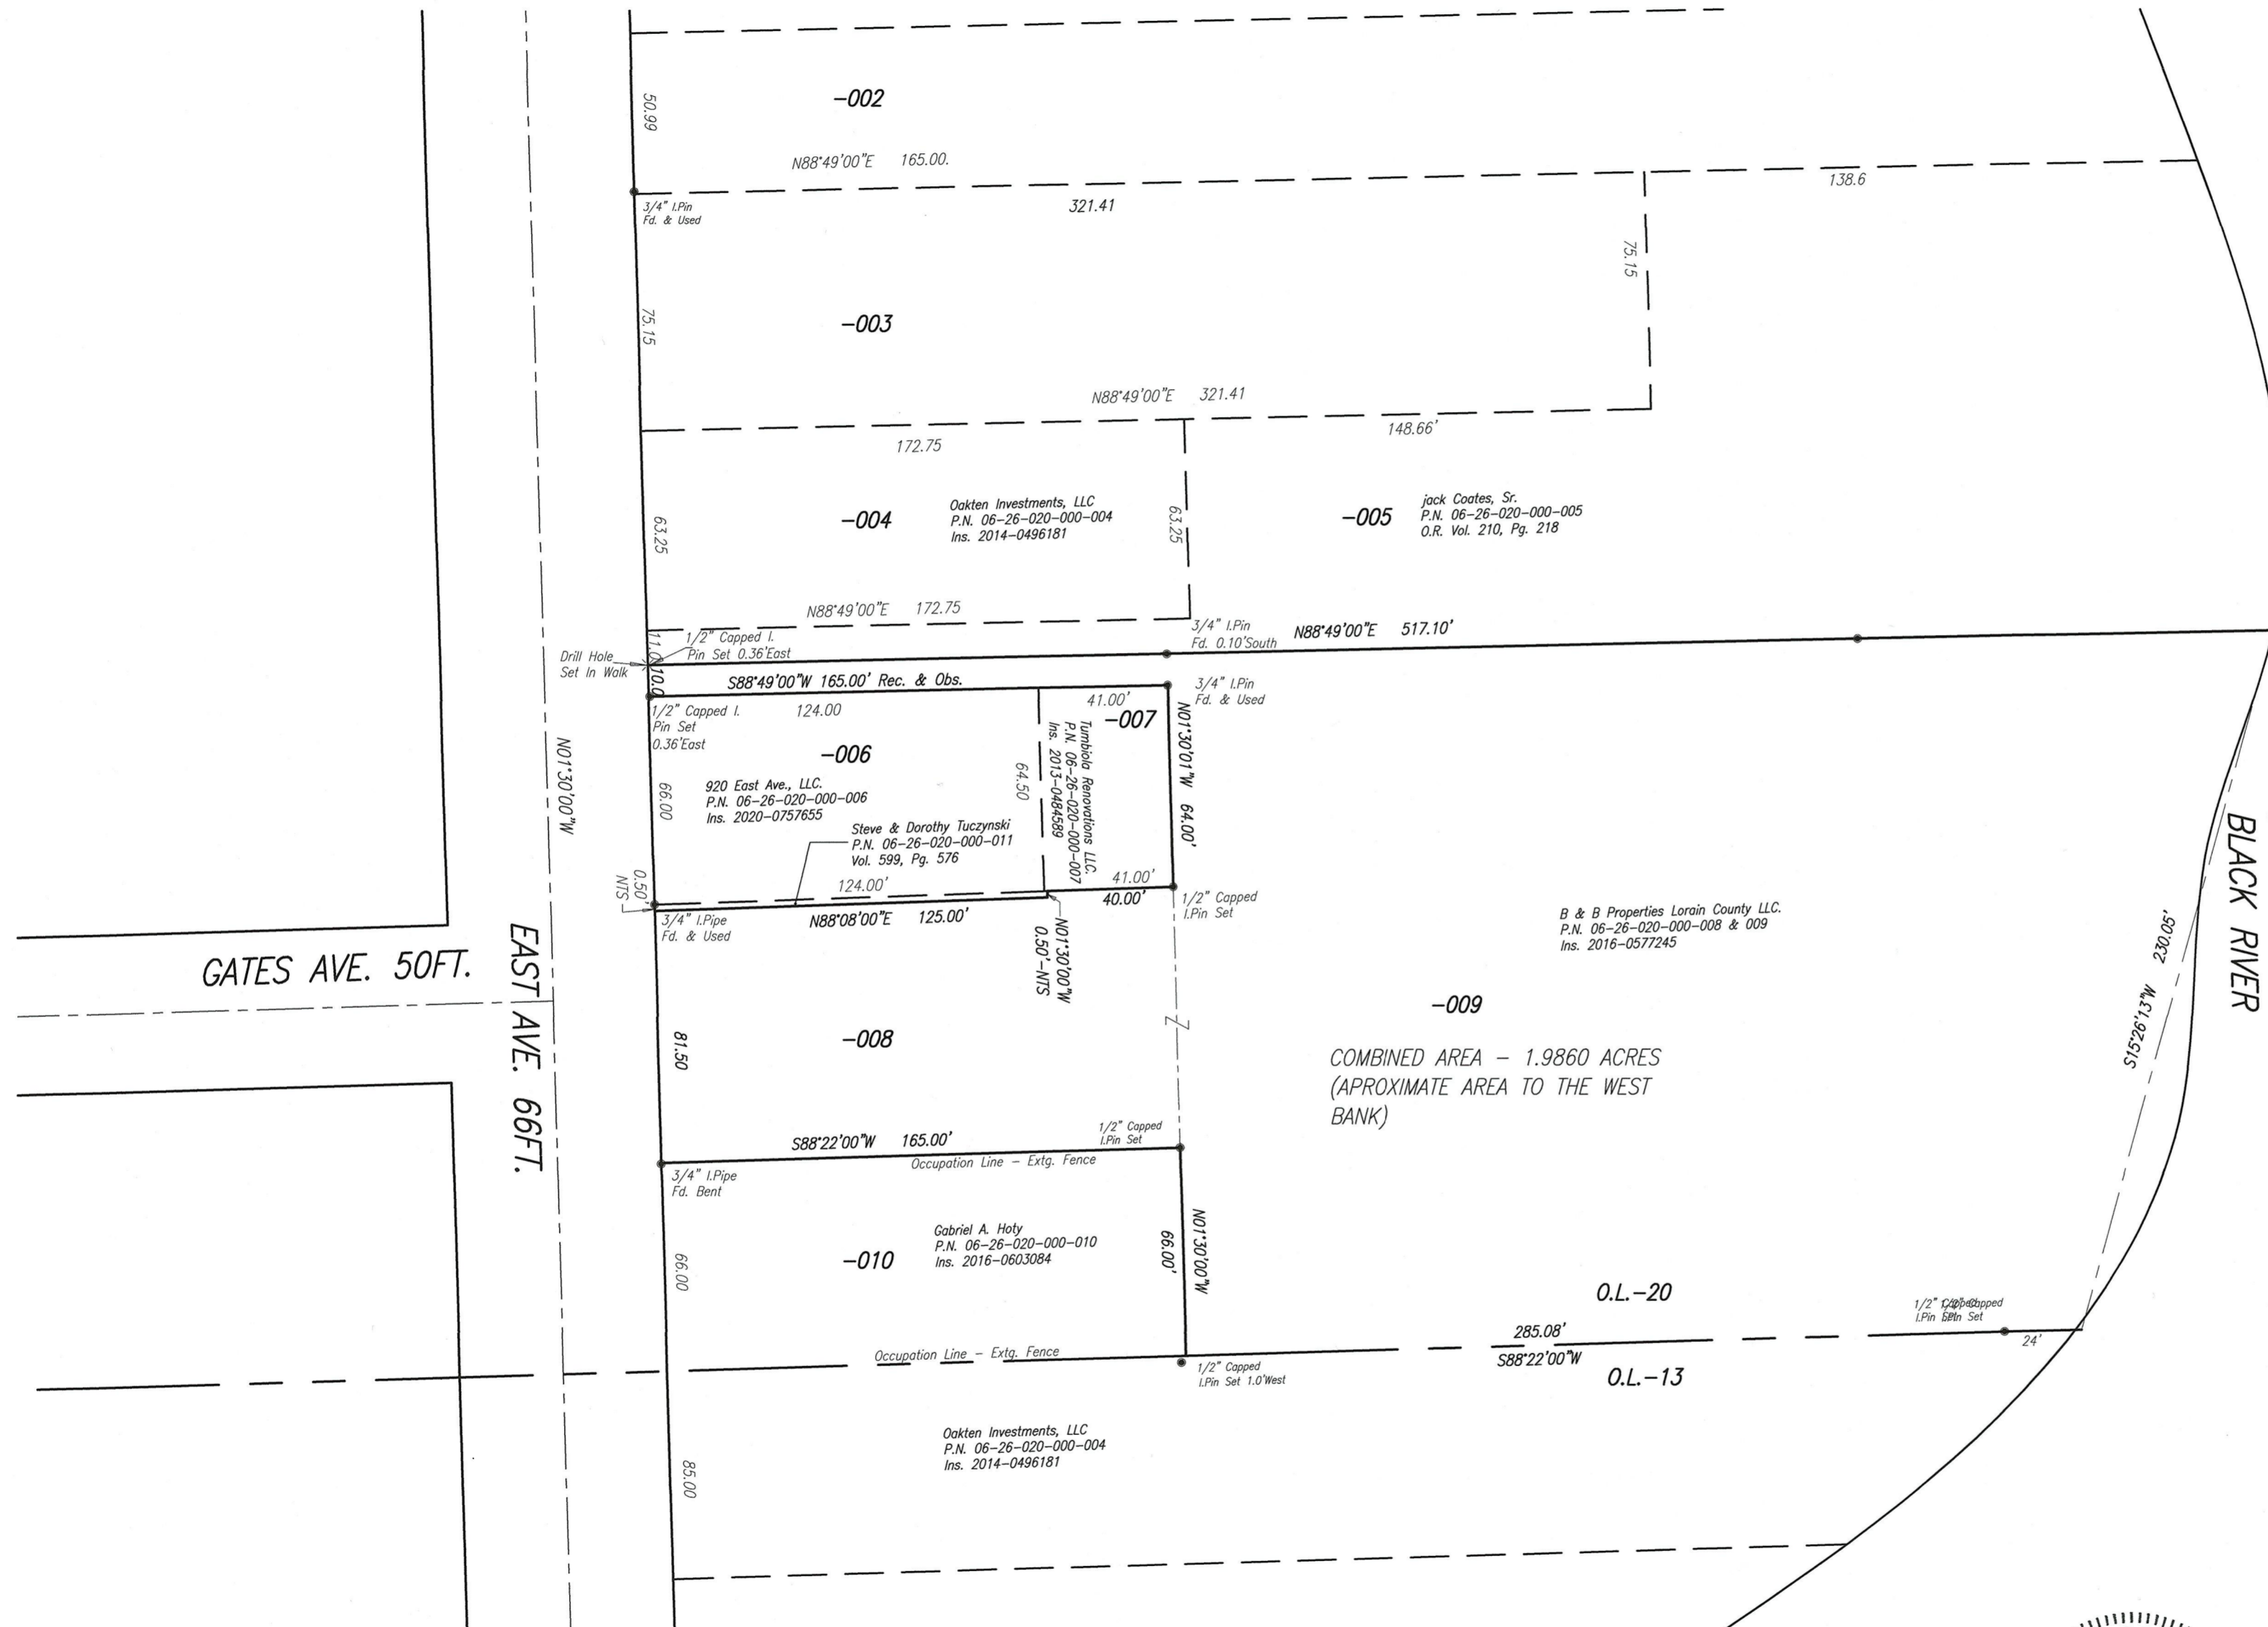 -002
50.99
N88°49'00"E 165.00.
138.6
3/4" I.Pin
Fd. & Used
321.41
75.15
75.15
-003
N88°49'00"E 321.41
172.75
148.66'
63.25
-004
Oakten Investments, LLC
P.N. 06-26-020-000-004
Ins. 2014-0496181
63.25
-005
jack Coates, Sr.
P.N. 06-26-020-000-005
O.R. Vol. 210, Pg. 218
N88°49'00"E 172.75
3/4" I.Pin
Fd. 0.10'South
N88°49'00"E 517.10'
1/2" Capped I.
Pin Set 0.36'East
Drill Hole
Set In Walk
10.0
S88°49'00"W 165.00' Rec. & Obs.
3/4" I.Pin
Fd. & Used
1/2" Capped I.
Pin Set
0.36'East
124.00
41.00'
-007
-006
N01°30'01"W 64.00'
Tumbiola Renovations LLC.
P.N. 06-26-020-000-007
Ins. 2013-0484589
64.50
N01°30'00"W
66.00
920 East Ave., LLC.
P.N. 06-26-020-000-006
Ins. 2020-0757655
Steve & Dorothy Tuczynski
P.N. 06-26-020-000-011
Vol. 599, Pg. 576
BLACK RIVER
124.00'
41.00'
40.00'
0.50'
NTS
1/2" Capped
I.Pin Set
3/4" I.Pipe
Fd. & Used
N88°08'00"E 125.00'
N01°30'00"W
0.50'-NTS
B & B Properties Lorain County LLC.
P.N. 06-26-020-000-008 & 009
Ins. 2016-0577245
S15°26'13"W 230.05'
GATES AVE. 50FT.
EAST AVE. 66FT.
-009
-008
81.50
COMBINED AREA - 1.9860 ACRES
(APROXIMATE AREA TO THE WEST
BANK)
S88°22'00"W 165.00'
1/2" Capped
I.Pin Set
Occupation Line - Extg. Fence
3/4" I.Pipe
Fd. Bent
Gabriel A. Hoty
P.N. 06-26-020-000-010
Ins. 2016-0603084
-010
66.00
N01°30'00"W
66.00'
O.L.-20
1/2" Capped
I.Pin Set
285.08'
24'
Occupation Line - Extg. Fence
S88°22'00"W
1/2" Capped
I.Pin Set 1.0'West
O.L.-13
Oakten Investments, LLC
P.N. 06-26-020-000-004
Ins. 2014-0496181
85.00